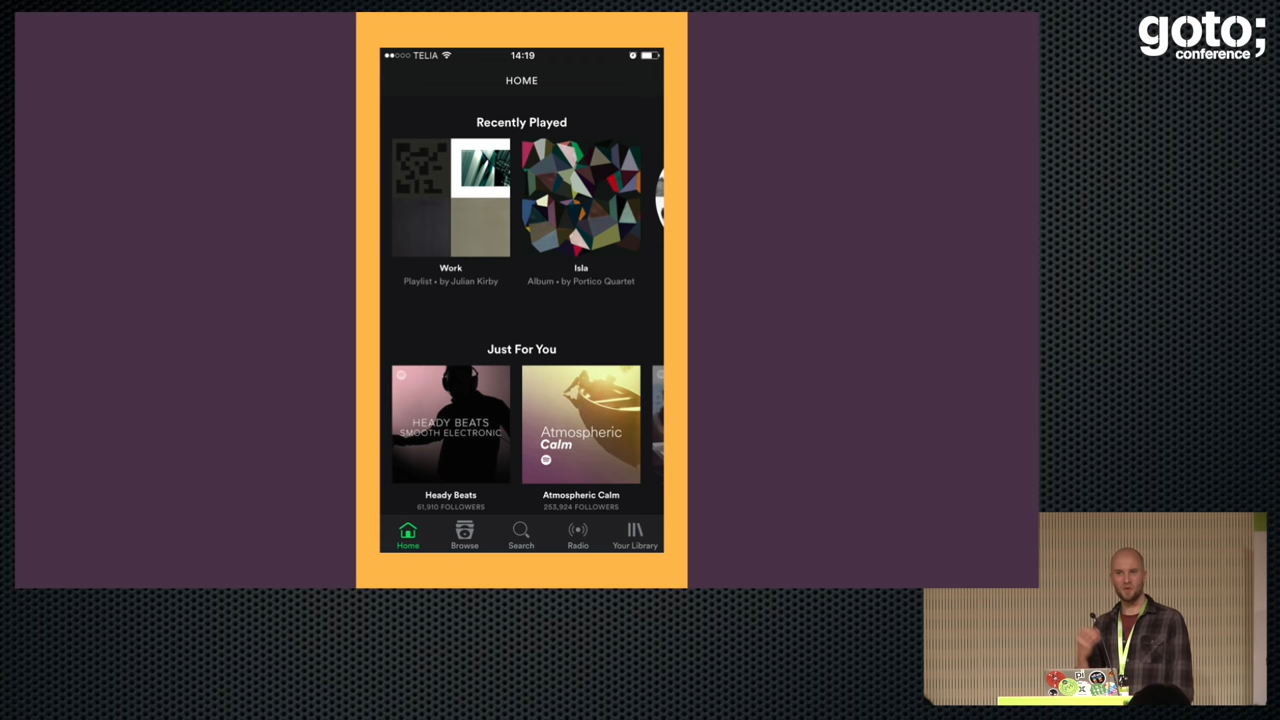 goto;
conference
TELIA
14:19
HOME
Recently Played
Work
Playlist • by Julian Kirby
Isla
Album • by Portico Quartet
Just For You
HEADY BEATS
SMOOTH ELECTRONIC
Atmospheric
Calm
Heady Beats
61,910 FOLLOWERS
Atmospheric Calm
253,924 FOLLOWERS
Home
Browse
Search
Radio
Your Library